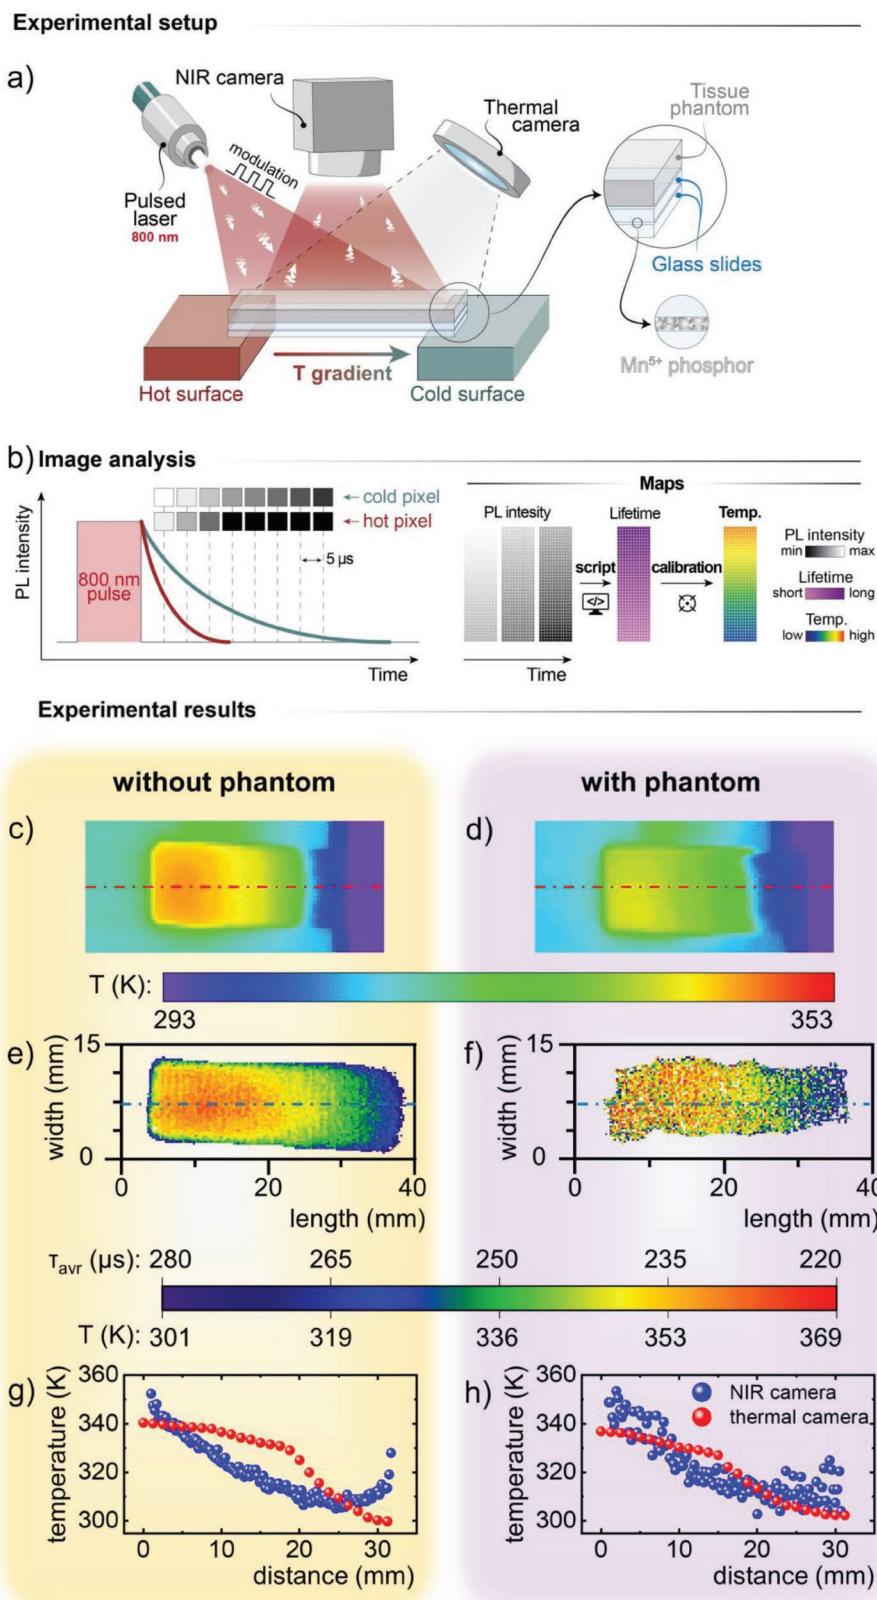 Experimental setup
a)
NIR camera
Thermal
camera
Tissue
phantom
modulation
Pulsed
laser
800 nm
Glass slides
T gradient
Mn⁵⁺ phosphor
Hot surface
Cold surface
b) Image analysis
Maps
PL intensity
cold pixel
hot pixel
5 µs
800 nm
pulse
Time
PL intesity
Lifetime
Temp.
script
calibration
Time
PL intensity
min max
Lifetime
short long
Temp.
low high
Experimental results
without phantom
with phantom
c)
d)
T (K):
293
353
e)
width (mm)
15
0
0
20
40
length (mm)
f)
width (mm)
15
0
0
20
40
length (mm)
τavr (µs): 280 265 250 235 220
T (K): 301 319 336 353 369
g)
temperature (K)
360
340
320
300
0 10 20 30
distance (mm)
h)
temperature (K)
360
340
320
300
NIR camera
thermal camera
0 10 20 30
distance (mm)